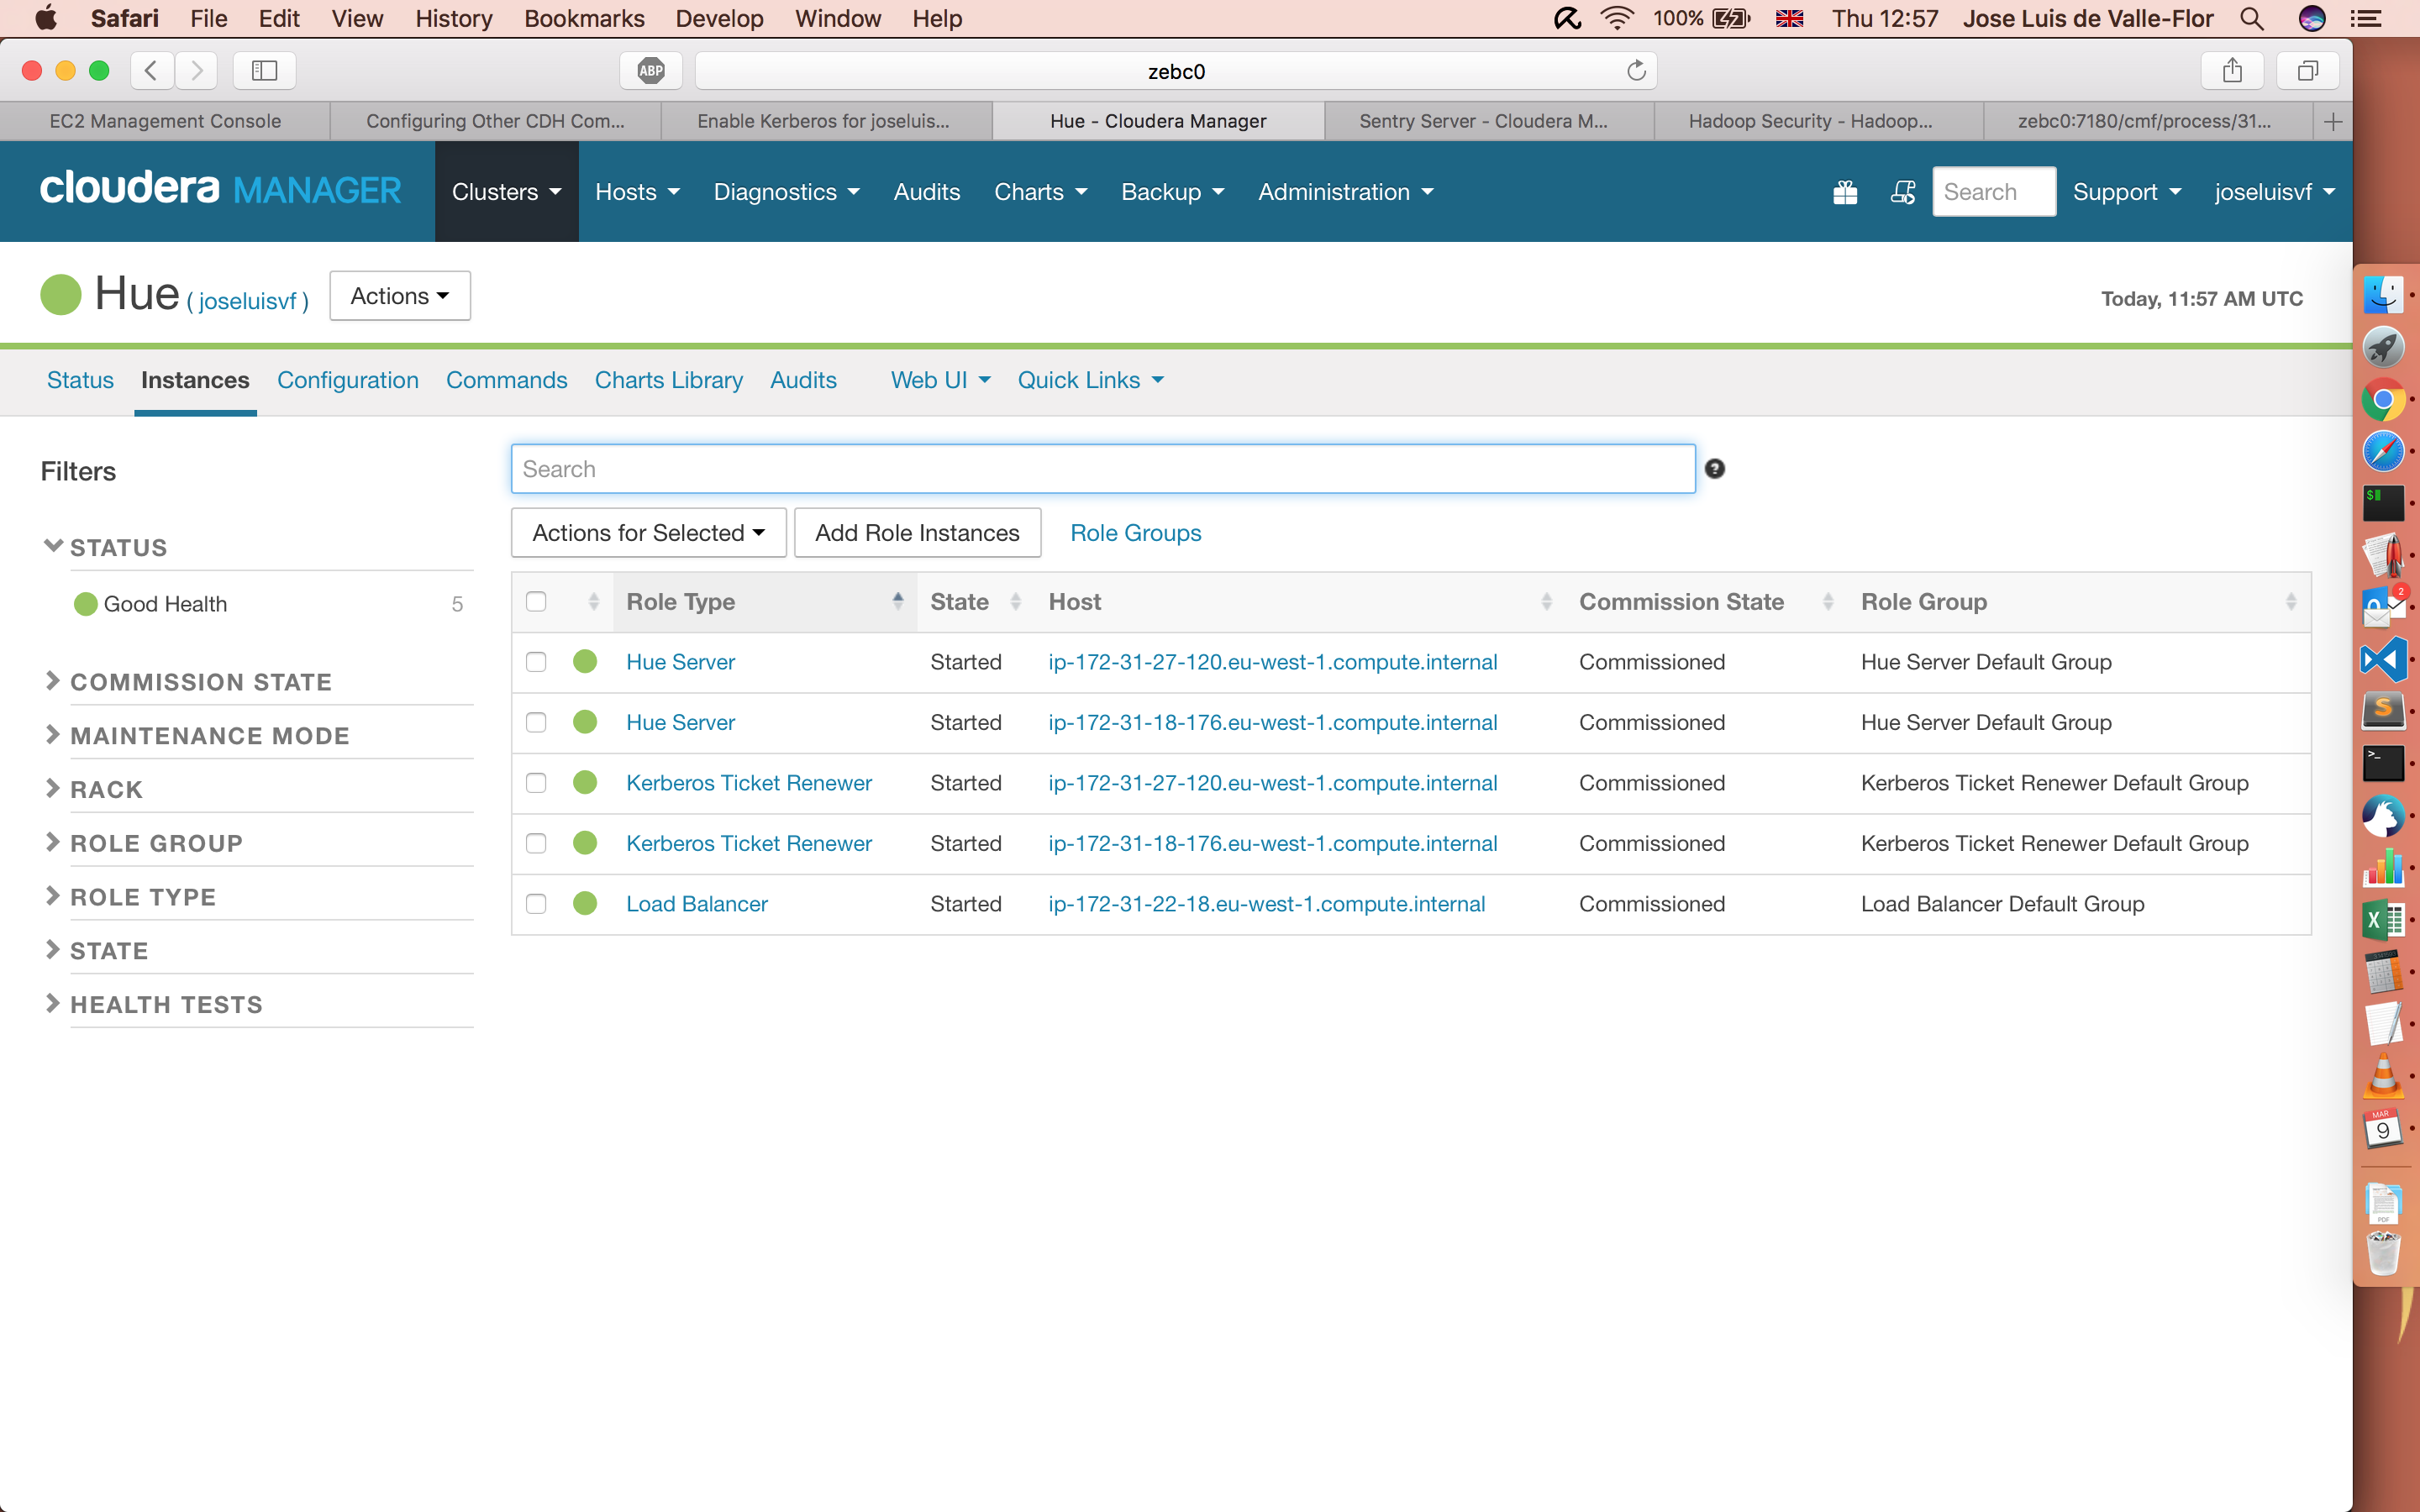 Safari File Edit View History Bookmarks Develop Window Help 100% Thu 12:57 Jose Luis de Valle-Flor
ABP zebc0
EC2 Management Console Configuring Other CDH Com... Enable Kerberos for joseluis... Hue - Cloudera Manager Sentry Server - Cloudera M... Hadoop Security - Hadoop... zebc0:7180/cmf/process/31... +
cloudera MANAGER Clusters Hosts Diagnostics Audits Charts Backup Administration Search Support joseluisvf
Hue ( joseluisvf ) Actions Today, 11:57 AM UTC
Status Instances Configuration Commands Charts Library Audits Web UI Quick Links
Filters
Search ?
Actions for Selected Add Role Instances Role Groups
STATUS
Good Health 5
COMMISSION STATE
MAINTENANCE MODE
RACK
ROLE GROUP
ROLE TYPE
STATE
HEALTH TESTS
Role Type State Host Commission State Role Group
Hue Server Started ip-172-31-27-120.eu-west-1.compute.internal Commissioned Hue Server Default Group
Hue Server Started ip-172-31-18-176.eu-west-1.compute.internal Commissioned Hue Server Default Group
Kerberos Ticket Renewer Started ip-172-31-27-120.eu-west-1.compute.internal Commissioned Kerberos Ticket Renewer Default Group
Kerberos Ticket Renewer Started ip-172-31-18-176.eu-west-1.compute.internal Commissioned Kerberos Ticket Renewer Default Group
Load Balancer Started ip-172-31-22-18.eu-west-1.compute.internal Commissioned Load Balancer Default Group
$
2
S
>_
X
MAR
9
PDF